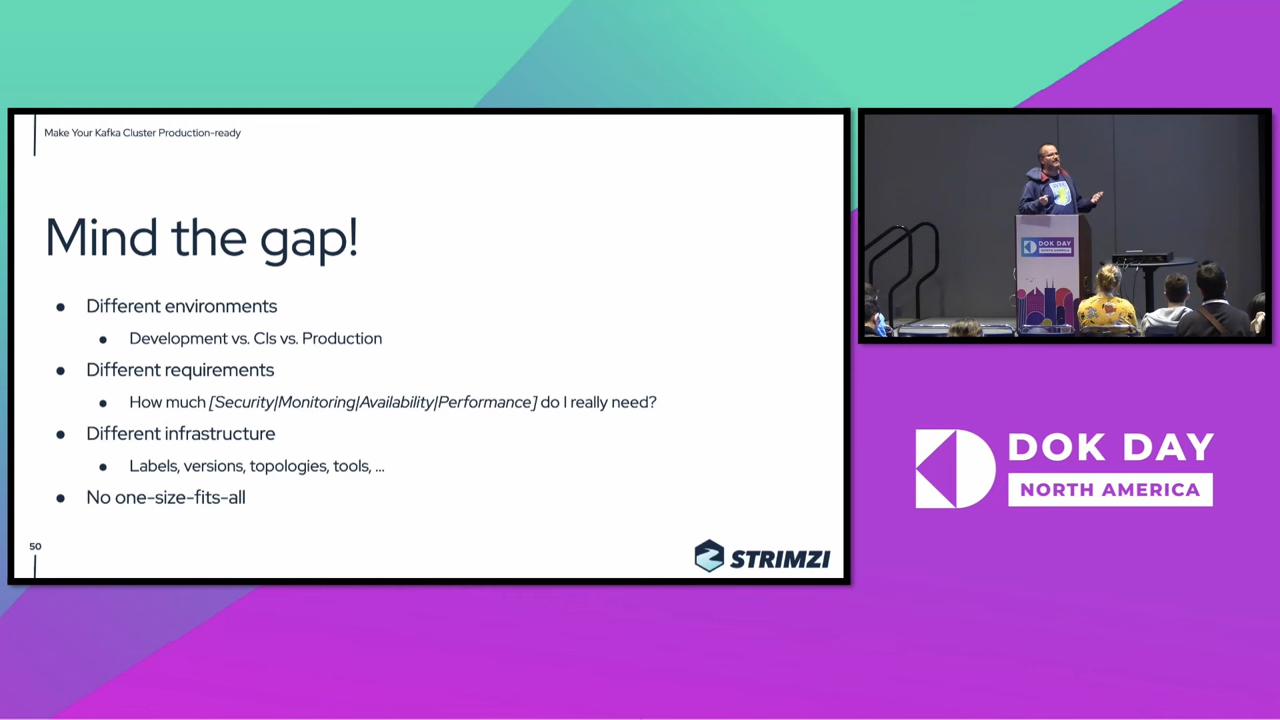 Make Your Kafka Cluster Production-ready
Mind the gap!
● Different environments
● Development vs. CIs vs. Production
● Different requirements
● How much [Security|Monitoring|Availability|Performance] do I really need?
● Different infrastructure
● Labels, versions, topologies, tools, ...
● No one-size-fits-all
50
STRIMZI
DOK DAY
NORTH AMERICA
DOK DAY
NORTH AMERICA